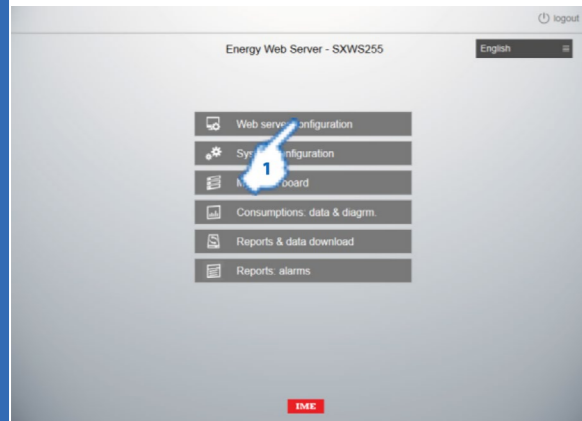 logout
Energy Web Server - SXWS255
English
Web server configuration
System configuration
1
board
Consumptions: data & diagrm.
Reports & data download
Reports: alarms
IME